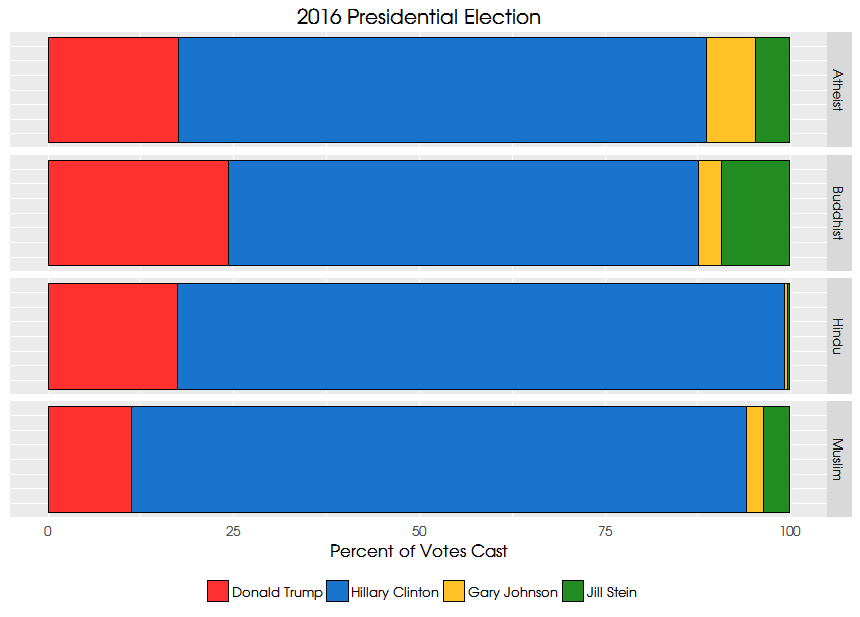 2016 Presidential Election
Atheist
Buddhist
Hindu
Muslim
0 25 50 75 100
Percent of Votes Cast
Donald Trump Hillary Clinton Gary Johnson Jill Stein